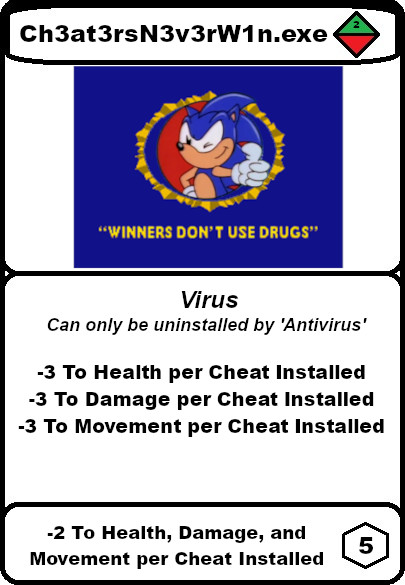 Ch3at3rsN3v3rW1n.exe
2
“WINNERS DON'T USE DRUGS”
Virus
Can only be uninstalled by 'Antivirus'
-3 To Health per Cheat Installed
-3 To Damage per Cheat Installed
-3 To Movement per Cheat Installed
-2 To Health, Damage, and
Movement per Cheat Installed
5